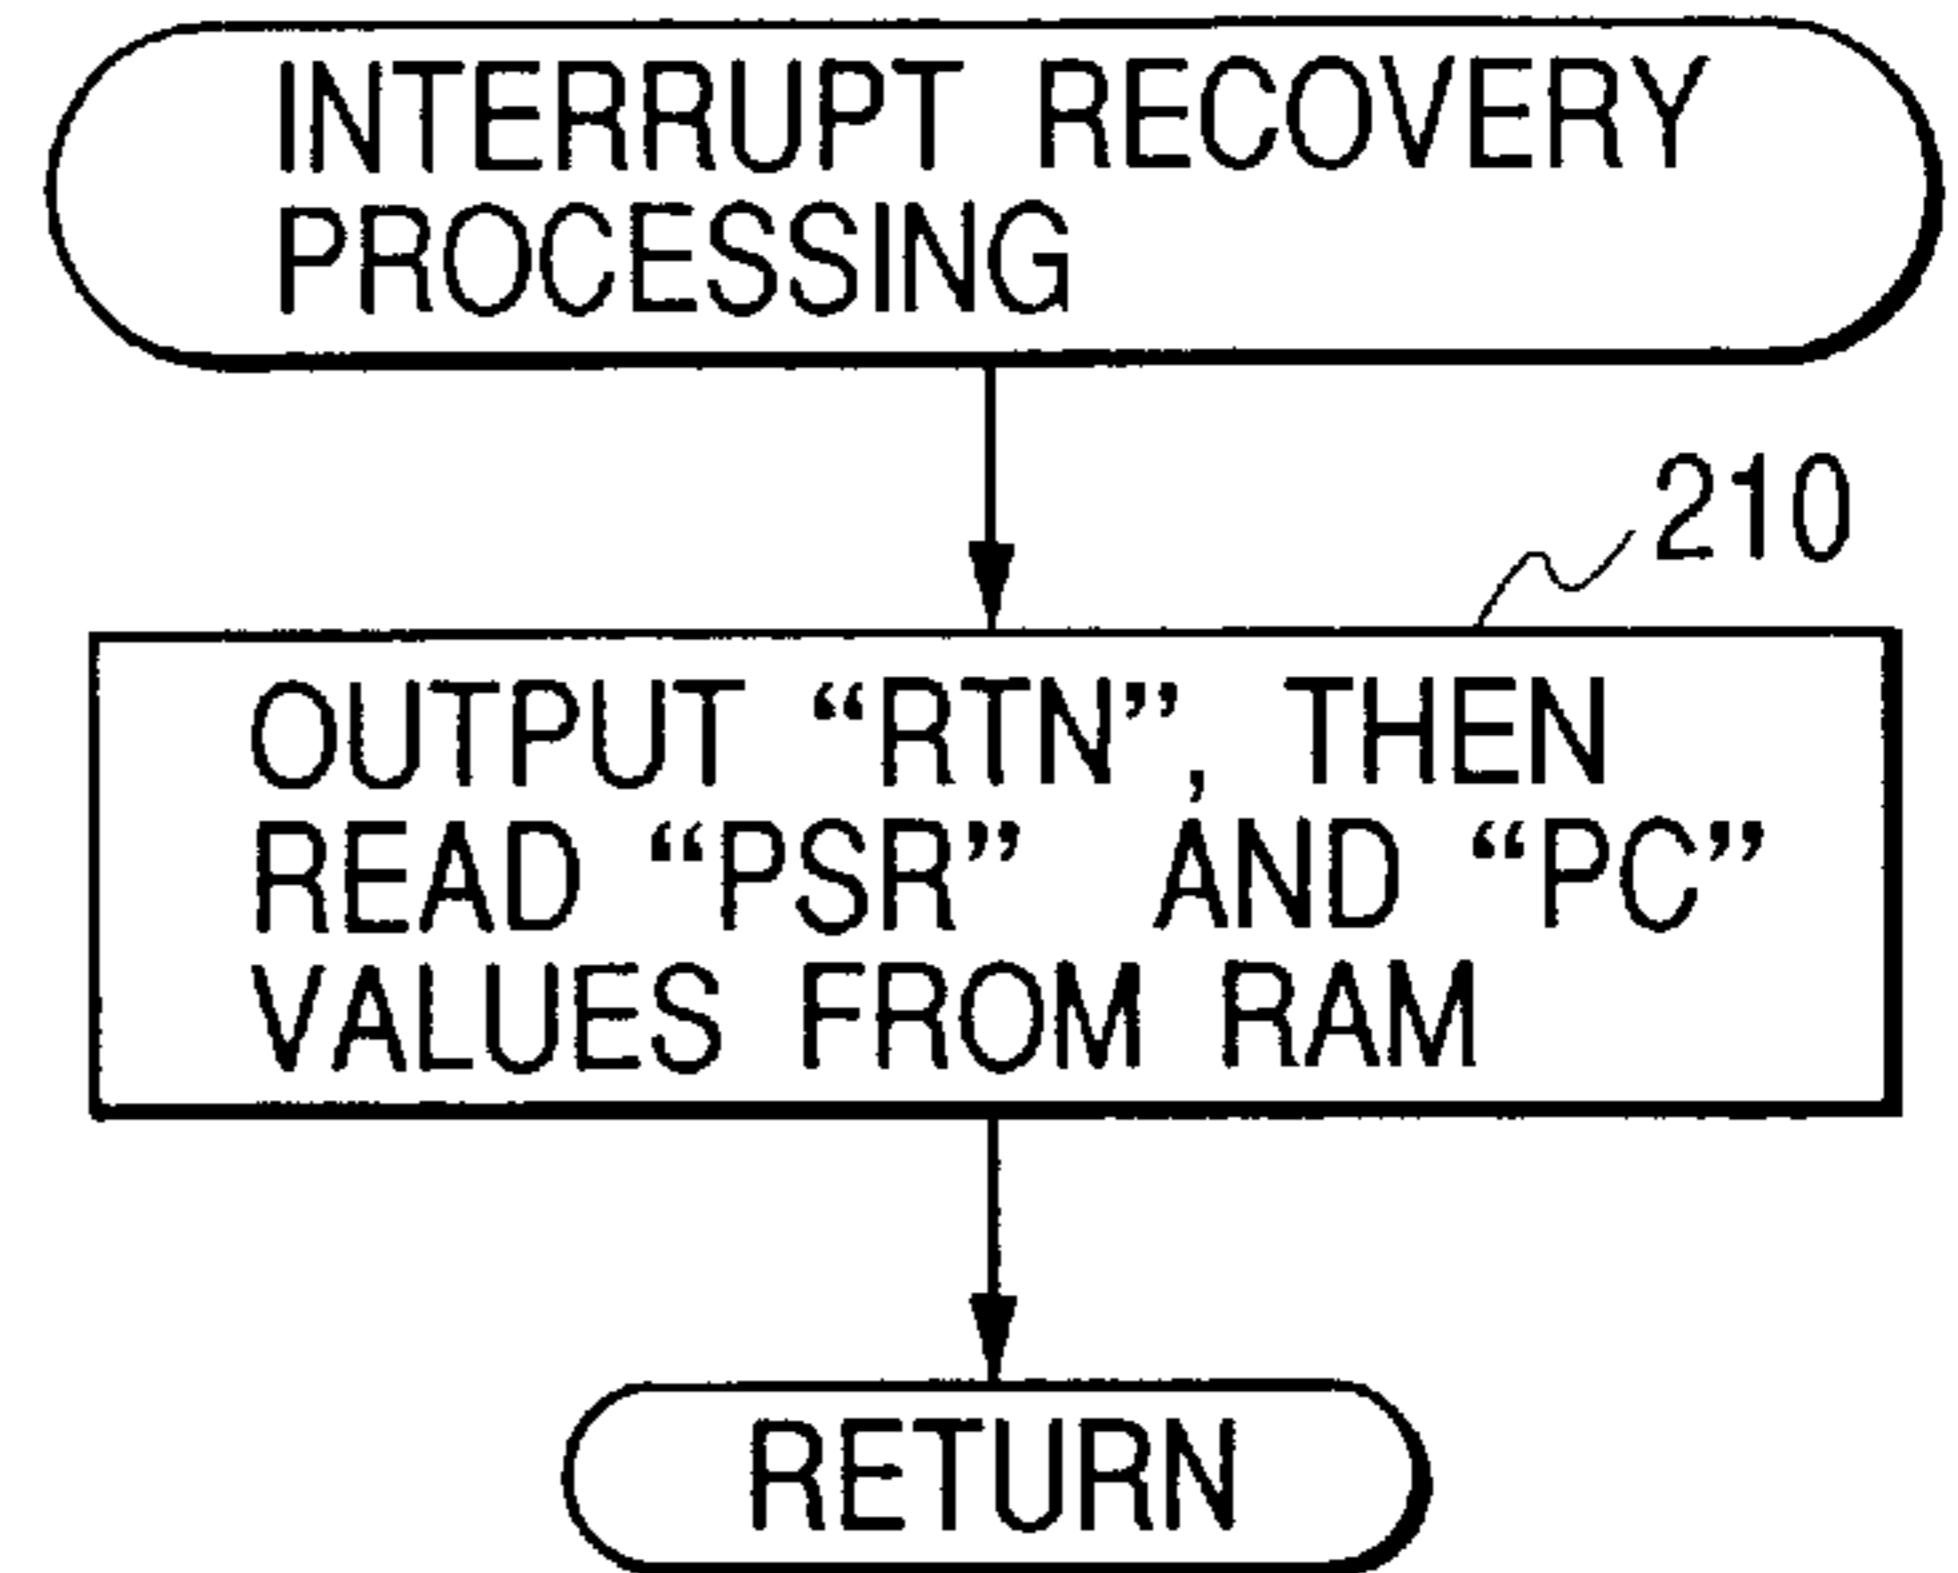 INTERRUPT RECOVERY
PROCESSING
210
OUTPUT “RTN”, THEN
READ “PSR” AND “PC”
VALUES FROM RAM
RETURN